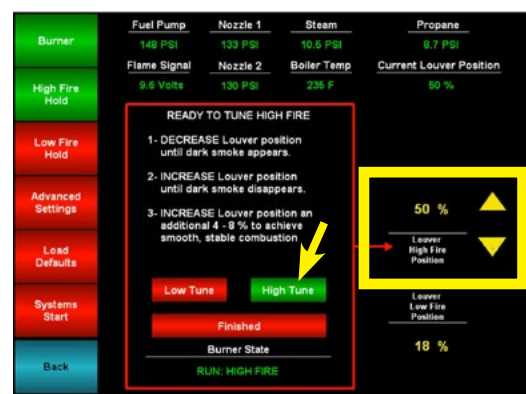 Burner
High Fire
Hold
Low Fire
Hold
Advanced
Settings
Load
Defaults
Systems
Start
Back
Fuel Pump
148 PSI
Nozzle 1
133 PSI
Steam
10.6 PSI
Propane
8.7 PSI
Flame Signal
9.6 Volts
Nozzle 2
130 PSI
Boiler Temp
235 F
Current Louver Position
50 %
READY TO TUNE HIGH FIRE
1- DECREASE Louver position
until dark smoke appears.
2- INCREASE Louver position
until dark smoke disappears.
3- INCREASE Louver position an
additional 4 - 8 % to achieve
smooth, stable combustion
Low Tune
High Tune
Finished
Burner State
RUN: HIGH FIRE
50 %
Louver
High Fire
Position
Louver
Low Fire
Position
18 %